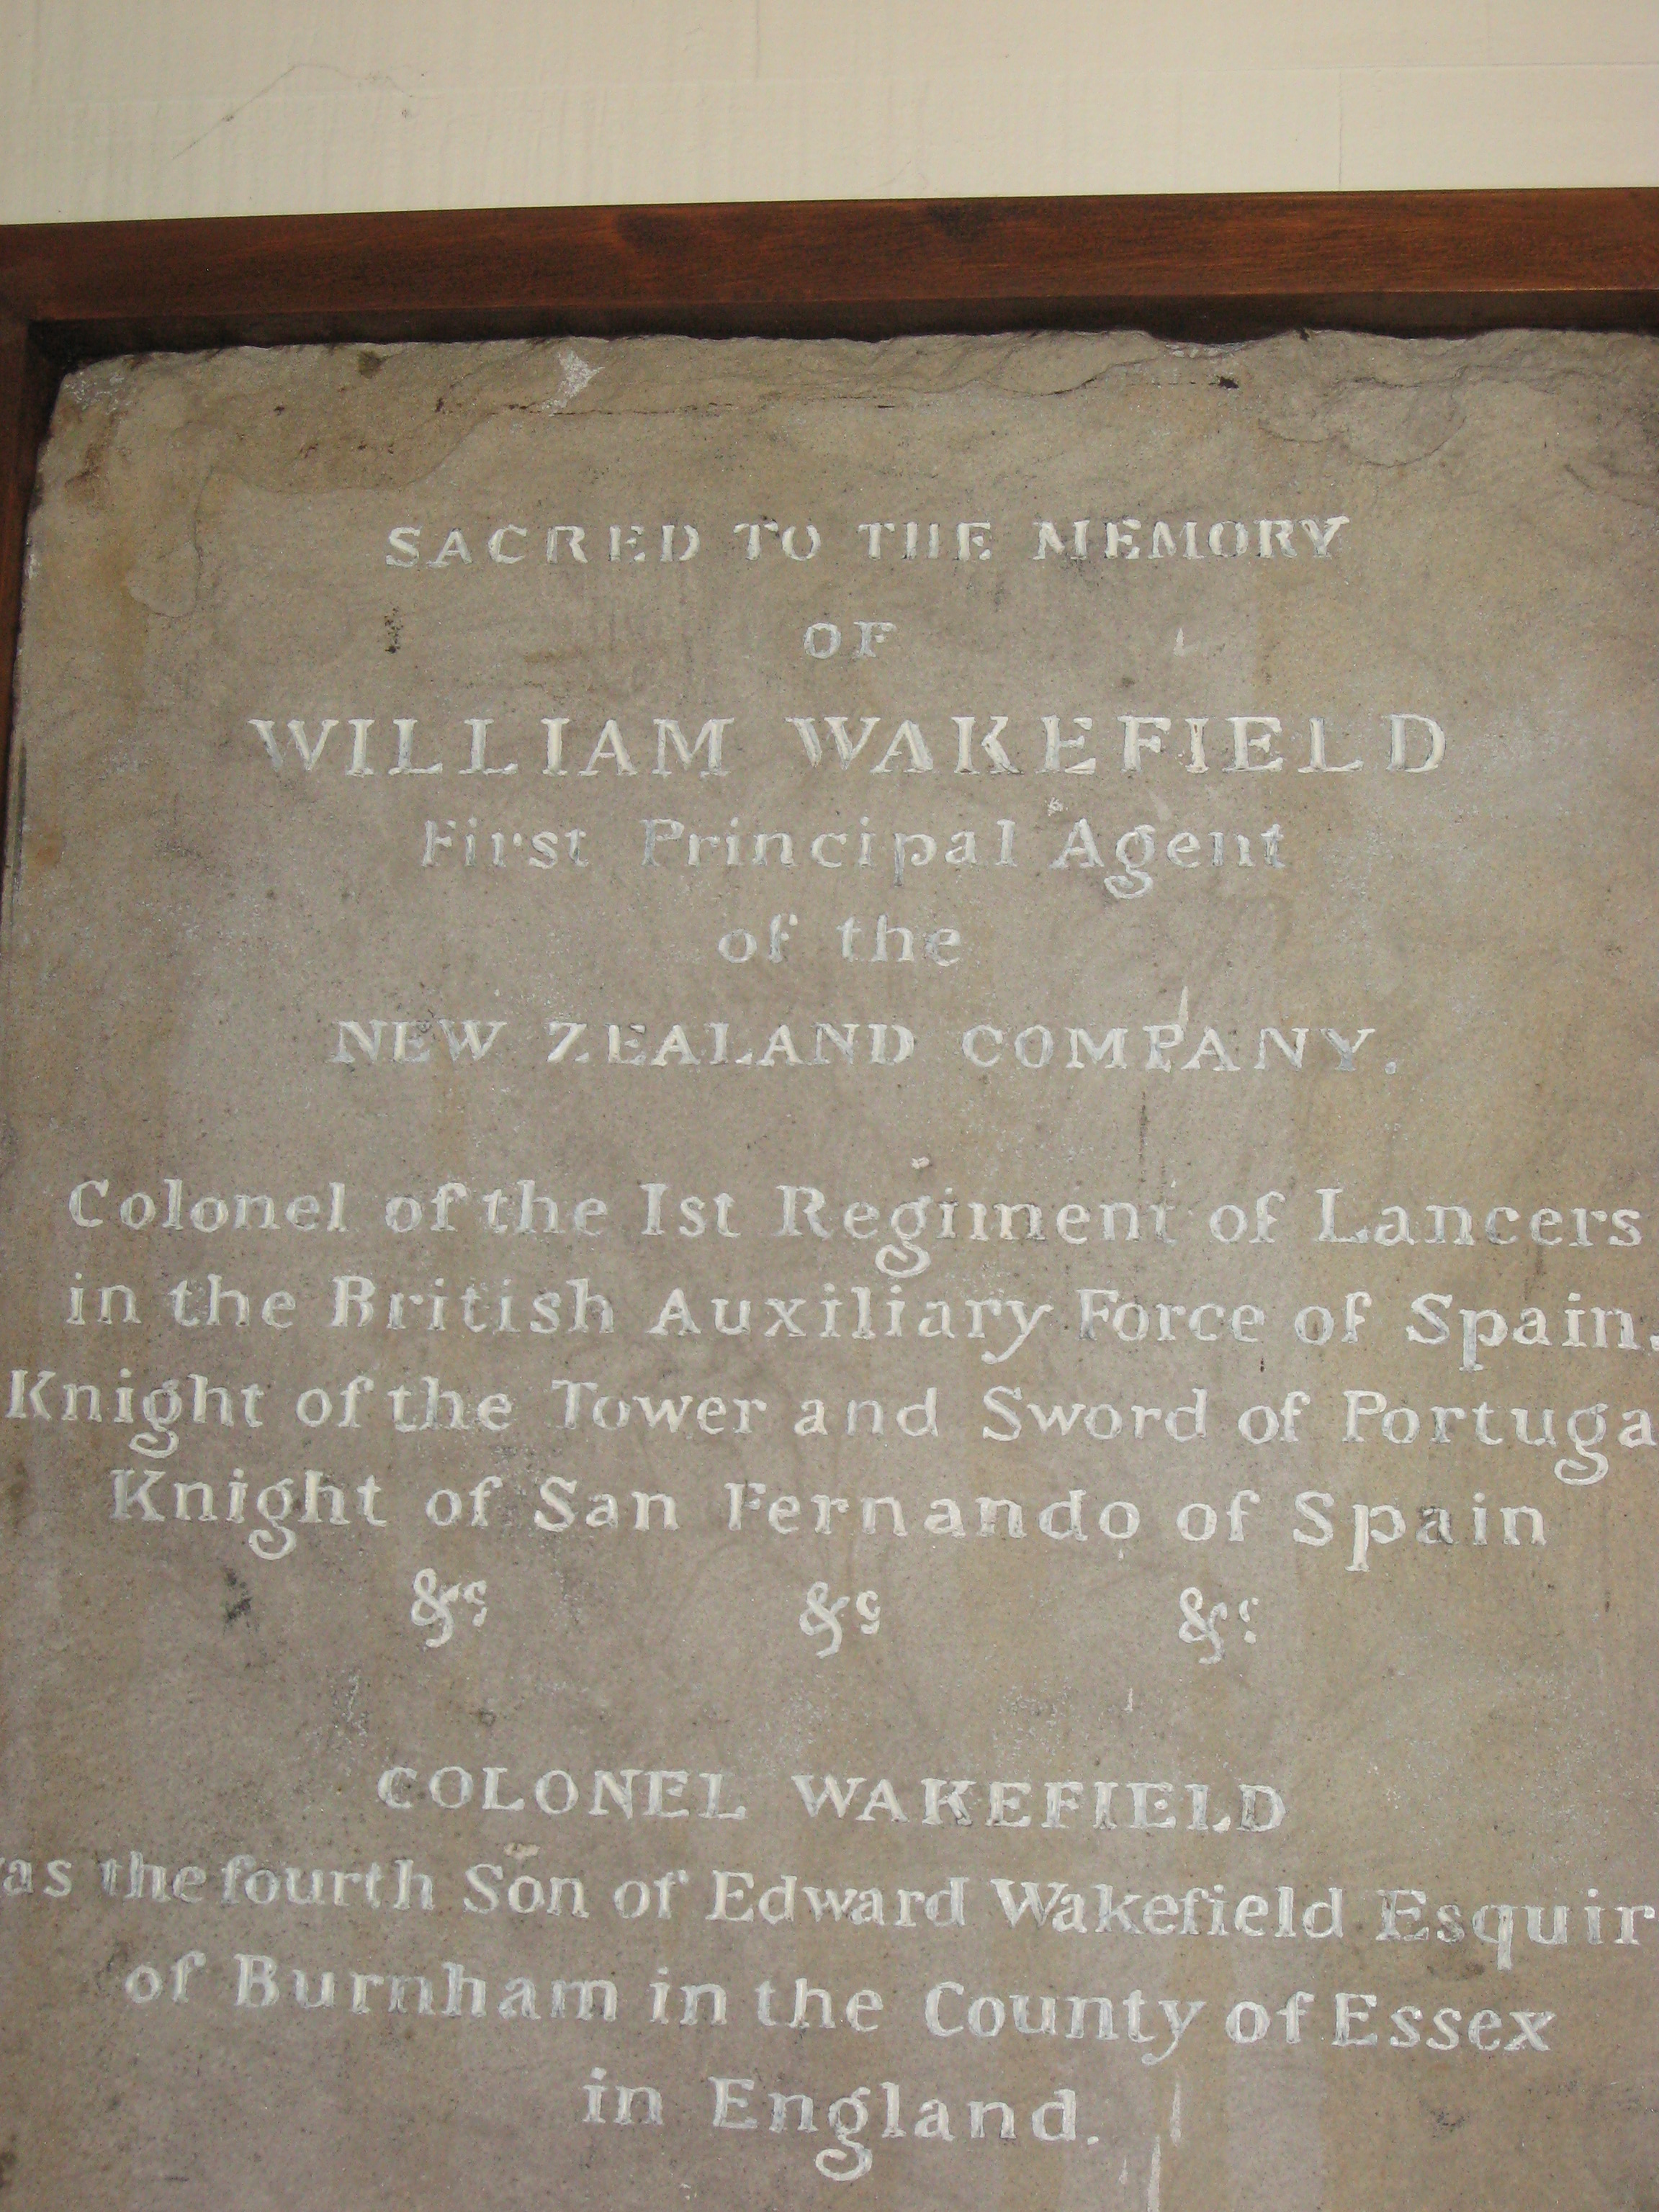 SACRED TO THE MEMORY
OF
WILLIAM WAKEFIELD
First Principal Agent
of the
NEW ZEALAND COMPANY.
Colonel of the 1st Regiment of Lancers
in the British Auxiliary Force of Spain.
Knight of the Tower and Sword of Portuga
Knight of San Fernando of Spain
&c &c &c
COLONEL WAKEFIELD
as the fourth Son of Edward Wakefield Esquir
of Burnham in the County of Essex
in England.